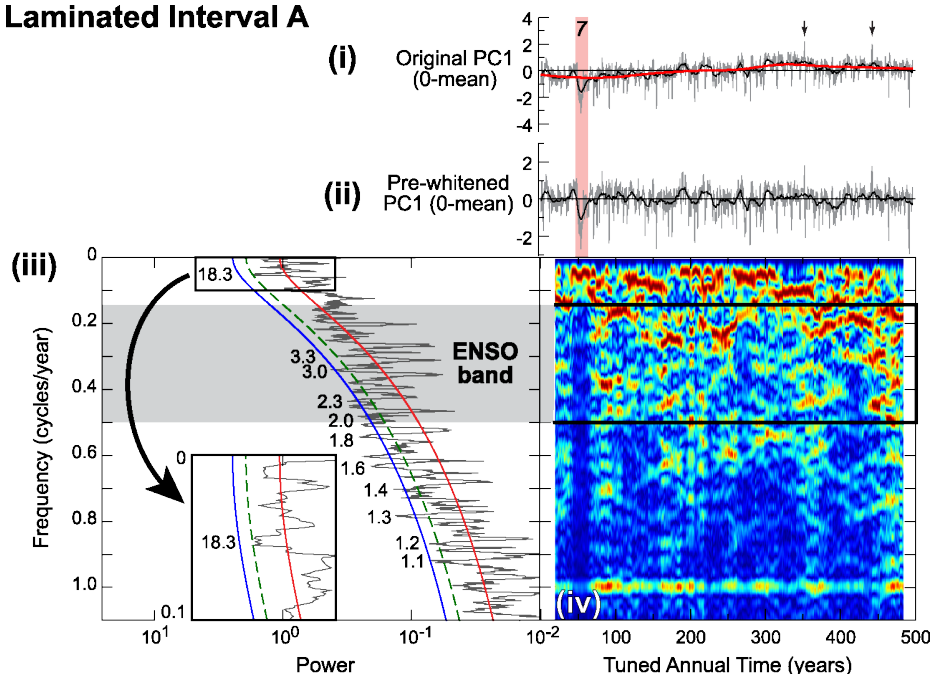 Laminated Interval A
(i)
Original PC1
(0-mean)
4
2
0
-2
-4
7
(ii)
Pre-whitened
PC1 (0-mean)
2
0
-2
(iii)
Frequency (cycles/year)
0
0.2
0.4
0.6
0.8
1.0
18.3
3.3
3.0
2.3
2.0
1.8
1.6
1.4
1.3
1.2
1.1
ENSO
band
0
18.3
0.1
10¹
10⁰
10⁻¹
10⁻²
Power
(iv)
100
200
300
400
500
Tuned Annual Time (years)